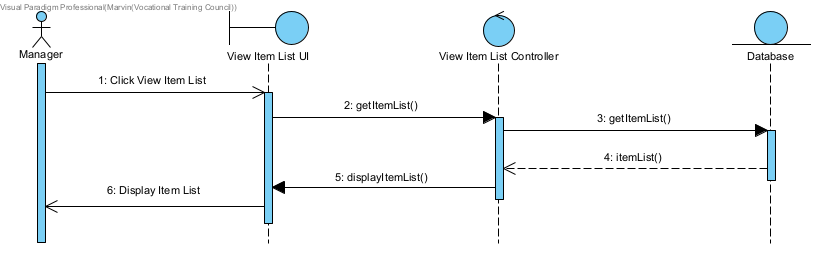 Visual Paradigm Professional(Marvin(Vocational Training Council))
Manager
View Item List UI
View Item List Controller
Database
1: Click View Item List
2: getItemList()
3: getItemList()
4: itemList()
5: displayItemList()
6: Display Item List